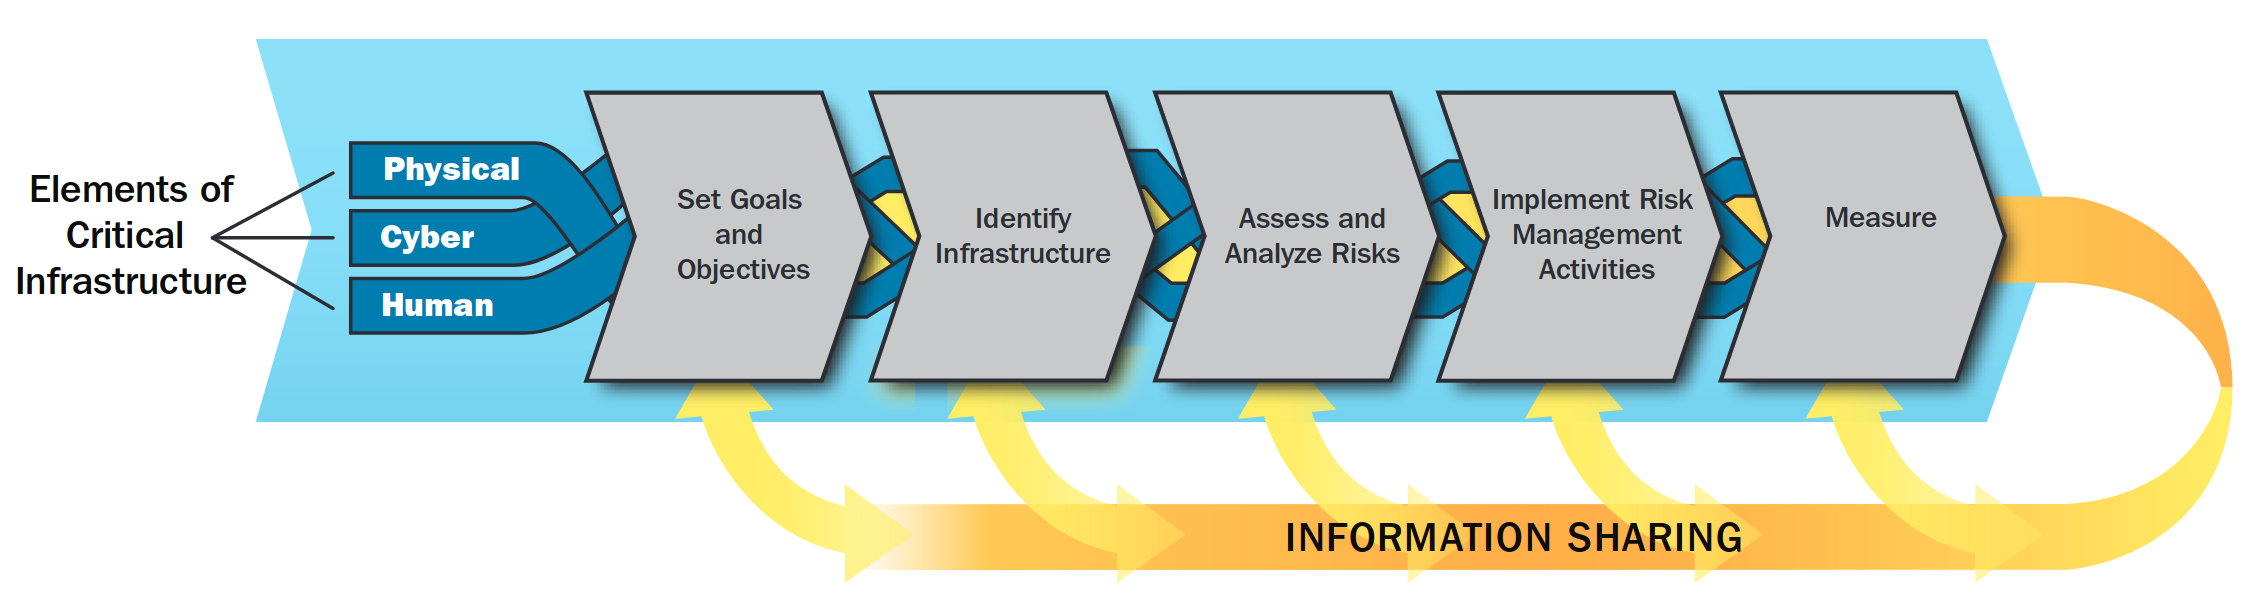 Elements of
Critical
Infrastructure
Physical
Cyber
Human
Set Goals
and
Objectives
Identify
Infrastructure
Assess and
Analyze Risks
Implement Risk
Management
Activities
Measure
INFORMATION SHARING